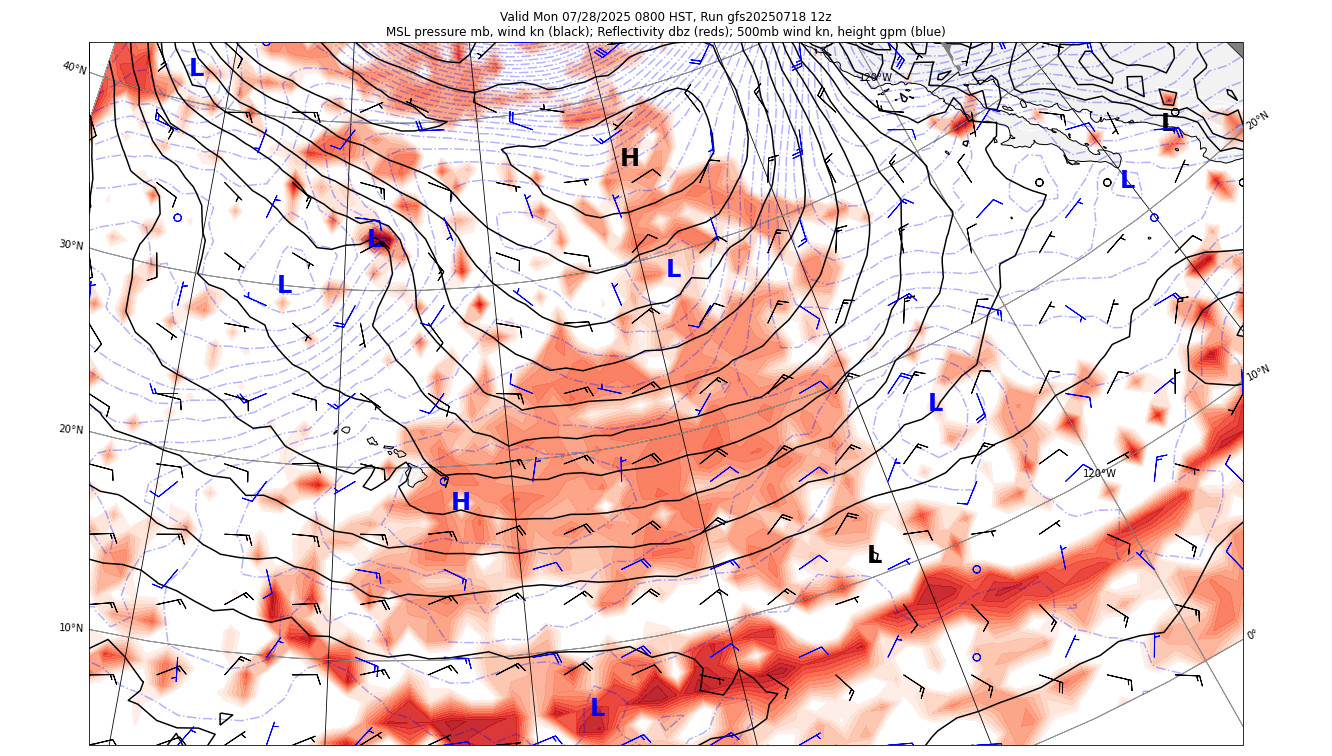 Valid Mon 07/28/2025 0800 HST, Run gfs20250718 12z
MSL pressure mb, wind kn (black); Reflectivity dbz (reds); 500mb wind kn, height gpm (blue)
40°N
L
120°W
20°N
L
H
L
30°N
L
L
L
10°N
L
20°N
120°W
H
L
10°N
0°
L